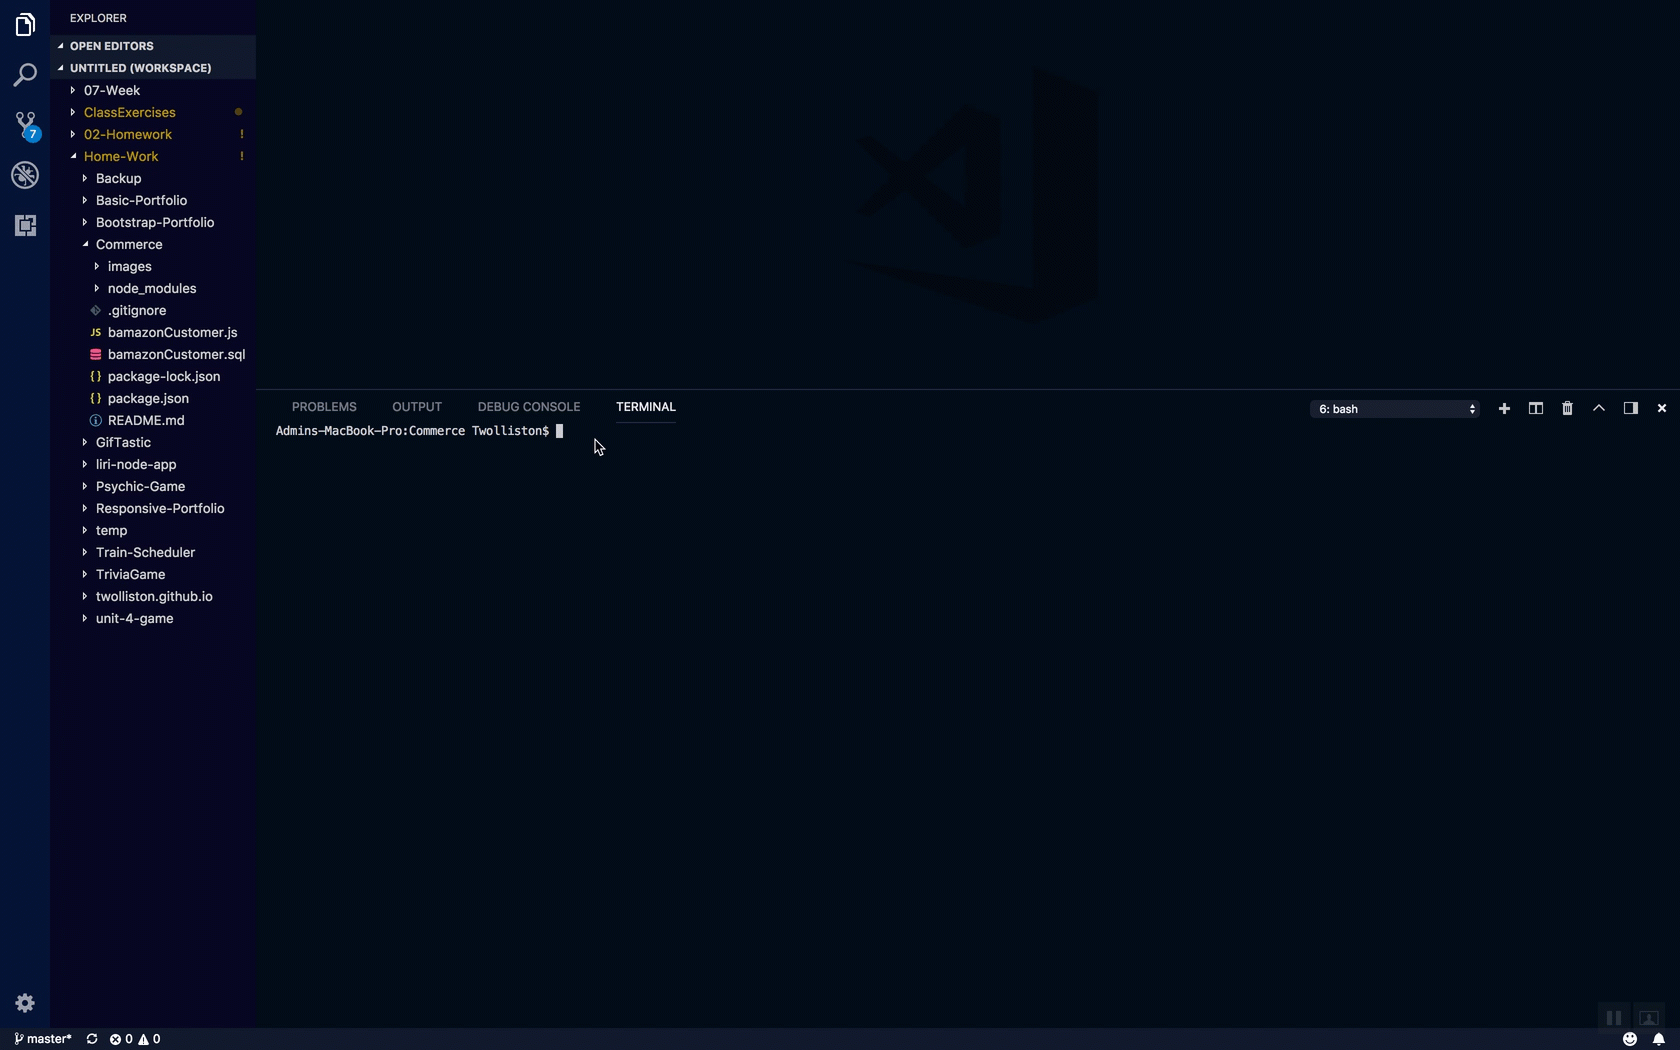 EXPLORER
OPEN EDITORS
UNTITLED (WORKSPACE)
07-Week
ClassExercises
02-Homework !
Home-Work !
Backup
Basic-Portfolio
Bootstrap-Portfolio
Commerce
images
node_modules
.gitignore
JS bamazonCustomer.js
bamazonCustomer.sql
{} package-lock.json
{} package.json
README.md
GifTastic
liri-node-app
Psychic-Game
Responsive-Portfolio
temp
Train-Scheduler
TriviaGame
twolliston.github.io
unit-4-game
7
PROBLEMS OUTPUT DEBUG CONSOLE TERMINAL 6: bash
Admins-MacBook-Pro:Commerce Twolliston$
master* 0 0